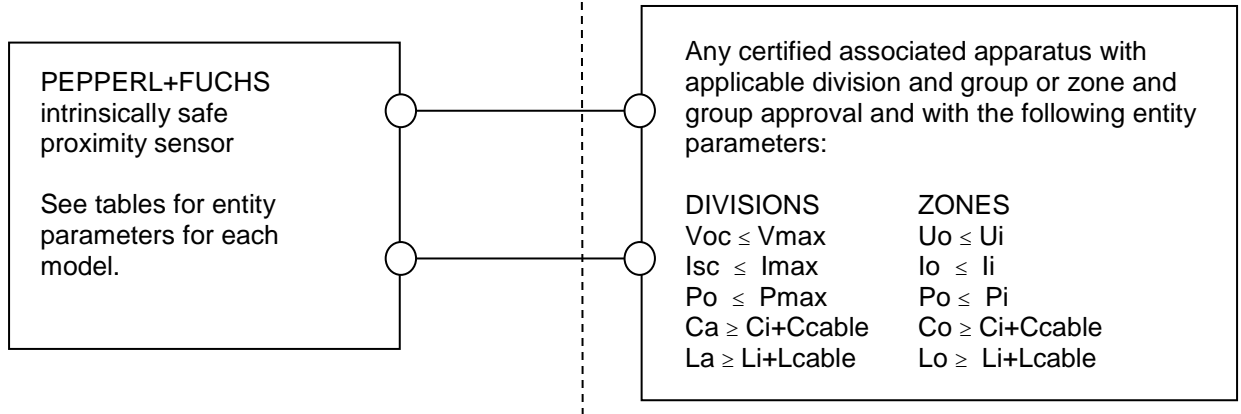 PEPPERL+FUCHS
intrinsically safe
proximity sensor
See tables for entity
parameters for each
model.
Any certified associated apparatus with
applicable division and group or zone and
group approval and with the following entity
parameters:
DIVISIONS ZONES
Voc ≤ Vmax Uo ≤ Ui
Isc ≤ Imax Io ≤ Ii
Po ≤ Pmax Po ≤ Pi
Ca ≥ Ci+Ccable Co ≥ Ci+Ccable
La ≥ Li+Lcable Lo ≥ Li+Lcable